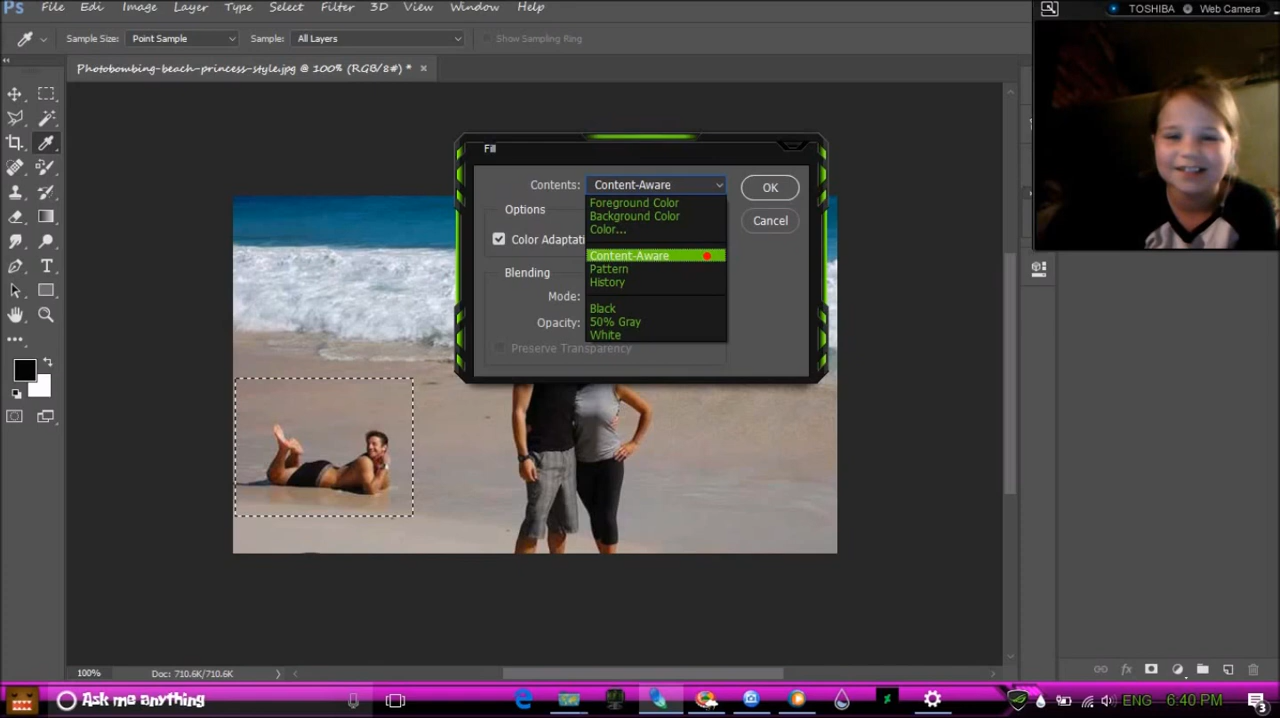 Ps File Edi Image Layer Type Select Filter 3D View Window Help
TOSHIBA Web Camera
Sample Size: Point Sample Sample: All Layers Show Sampling Ring
Photobombing-beach-princess-style.jpg @ 100% (RGB/8#) * ×
Fill
Contents: Content-Aware
OK
Foreground Color
Background Color
Color...
Cancel
Options
Color Adaptati
Content-Aware
Pattern
History
Blending
Mode:
Black
50% Gray
White
Opacity:
Preserve Transparency
T
100% Doc: 710.6K/710.6K
fx
Ask me anything
ENG 6:40 PM
3